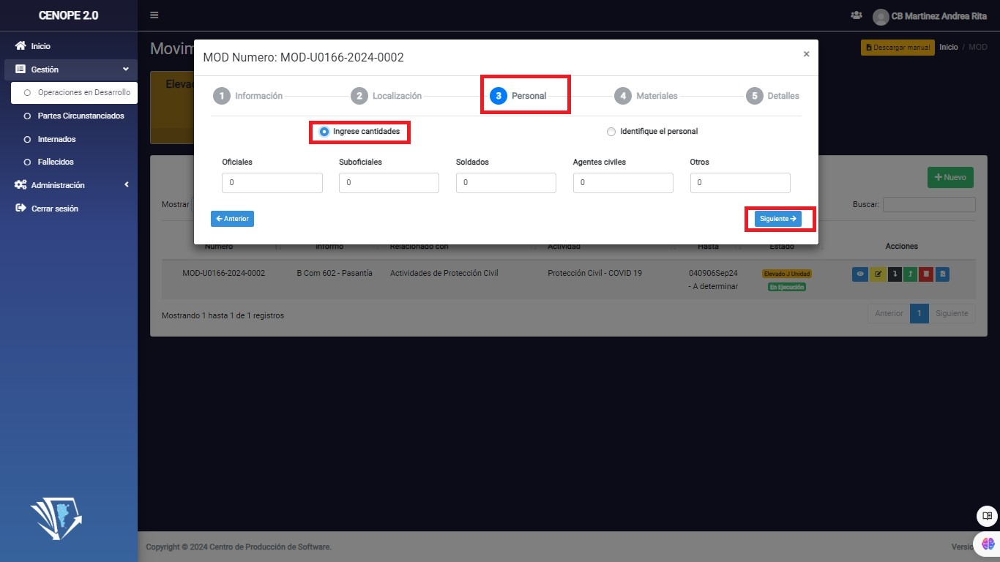 CENOPE 2.0
CB Martinez Andrea Rita
Inicio
Gestión
Operaciones en Desarrollo
Partes Circunstanciados
Internados
Fallecidos
Administración
Cerrar sesión
Descargar manual
Inicio / MOD
MOD Numero: MOD-U0166-2024-0002
×
1 Información
2 Localización
3 Personal
4 Materiales
5 Detalles
Ingrese cantidades
Identifique el personal
Oficiales
Suboficiales
Soldados
Agentes civiles
Otros
0
0
0
0
0
Anterior
Siguiente
Nuevo
Mostrar
Buscar:
Número Informó Relacionado con Actividad Hasta Estado Acciones
MOD-U0166-2024-0002 B Com 602 - Pasantía Actividades de Protección Civil Protección Civil - COVID 19 040906Sep24 Elevado J Unidad
- A determinar En Ejecución
Mostrando 1 hasta 1 de 1 registros
Anterior 1 Siguiente
Copyright © 2024 Centro de Producción de Software.